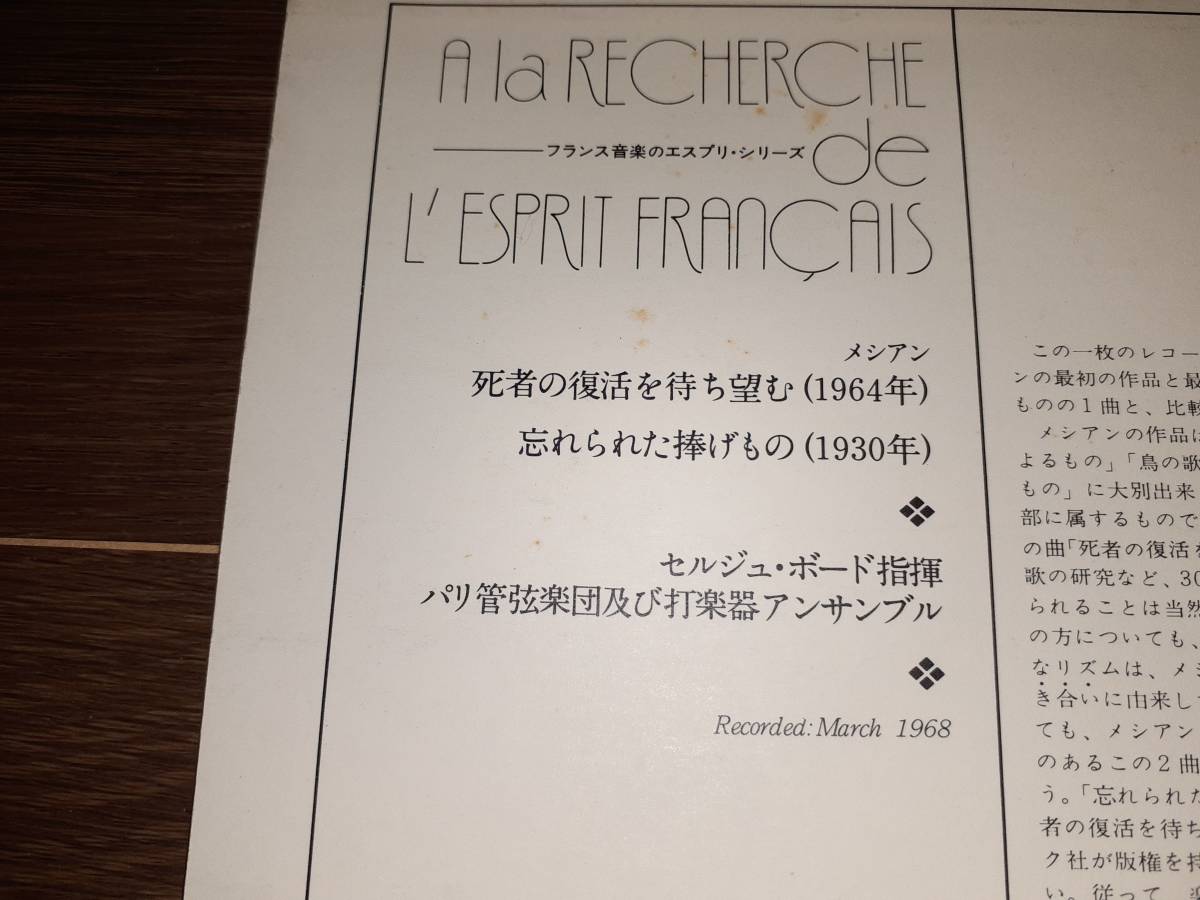 A la RECHERCHE
フランス音楽のエスプリ・シリーズ
de
L'ESPRIT FRANÇAIS
メシアン
死者の復活を待ち望む(1964年)
忘れられた捧げもの(1930年)
セルジュ・ボード指揮
パリ管弦楽団及び打楽器アンサンブル
Recorded: March 1968
この一枚のレコー
ンの最初の作品と最
ものの1曲と、比較
メシアンの作品は
よるもの」「鳥の歌
もの」に大別出来
部に属するもので
の曲「死者の復活を
歌の研究など、30
られることは当然
の方についても、
なリズムは、メシ
き合いに由来し
ても、メシアン
のあるこの2曲
う。「忘れられた
者の復活を待ち
ク社が版権を持
い。従って